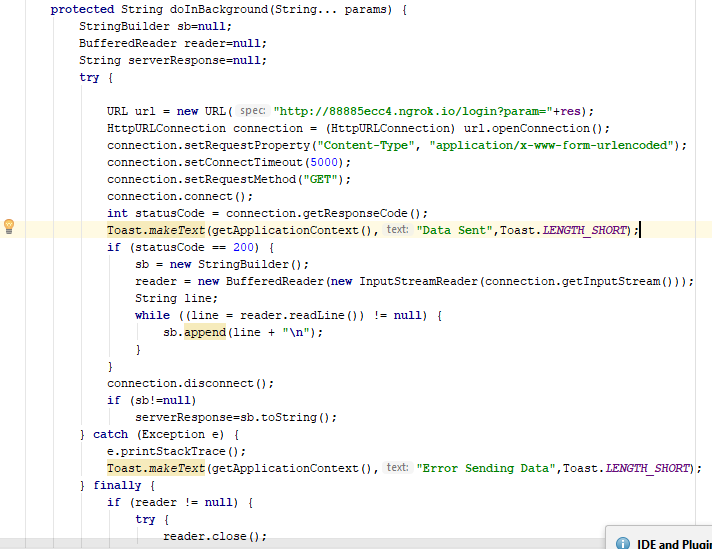 protected String doInBackground(String... params) {
StringBuilder sb=null;
BufferedReader reader=null;
String serverResponse=null;
try {
URL url = new URL( spec: "http://88885ecc4.ngrok.io/login?param="+res);
HttpURLConnection connection = (HttpURLConnection) url.openConnection();
connection.setRequestProperty("Content-Type", "application/x-www-form-urlencoded");
connection.setConnectTimeout(5000);
connection.setRequestMethod("GET");
connection.connect();
int statusCode = connection.getResponseCode();
Toast.makeText(getApplicationContext(), text: "Data Sent",Toast.LENGTH_SHORT);
if (statusCode == 200) {
sb = new StringBuilder();
reader = new BufferedReader(new InputStreamReader(connection.getInputStream()));
String line;
while ((line = reader.readLine()) != null) {
sb.append(line + "\n");
}
}
connection.disconnect();
if (sb!=null)
serverResponse=sb.toString();
} catch (Exception e) {
e.printStackTrace();
Toast.makeText(getApplicationContext(), text: "Error Sending Data",Toast.LENGTH_SHORT);
} finally {
if (reader != null) {
try {
reader.close();
IDE and Plugin